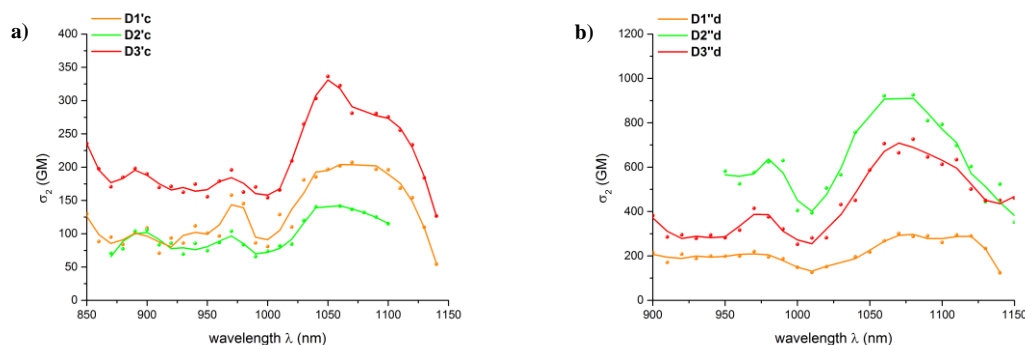 a)
D1'c
D2'c
D3'c
400
350
300
250
200
150
100
50
0
σ2 (GM)
850 900 950 1000 1050 1100 1150
wavelength λ (nm)
b)
D1''d
D2''d
D3''d
1200
1000
800
600
400
200
0
σ2 (GM)
900 950 1000 1050 1100 1150
wavelength λ (nm)